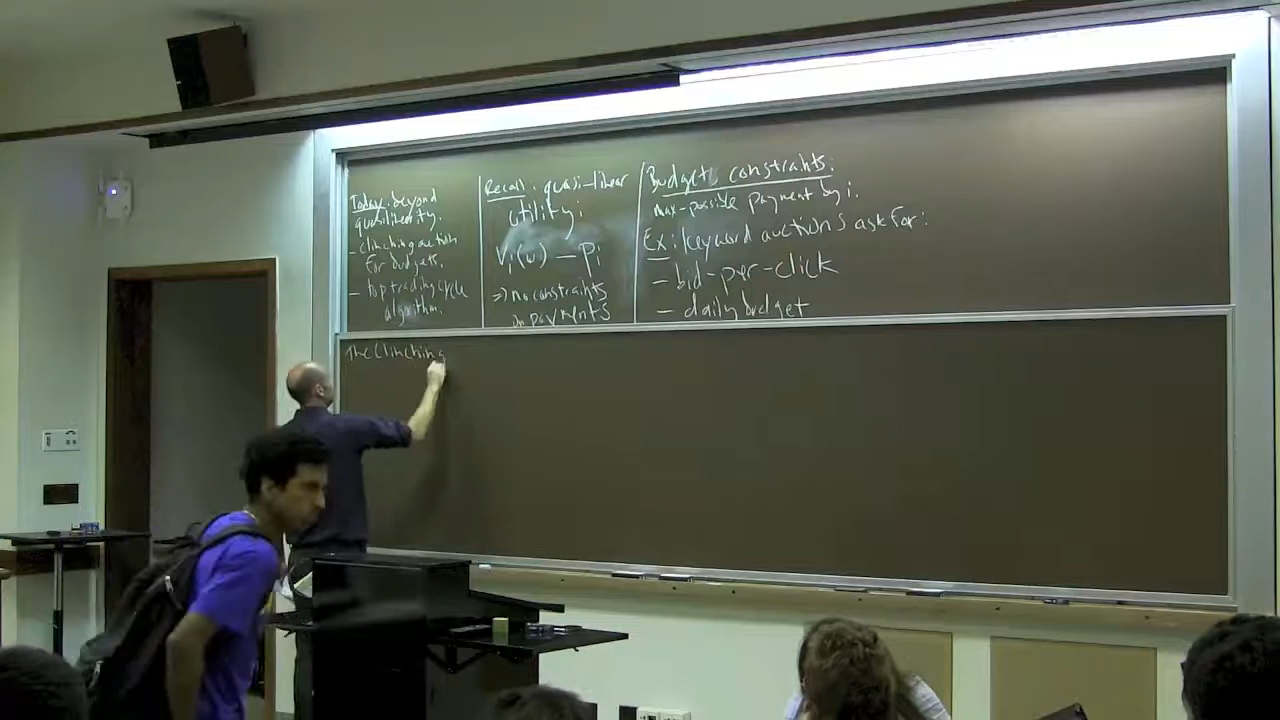 Today: beyond
quasilinearity.
- clinching auction
for budgets.
- top trading cycle
algorithm.
Recall: quasi-linear
utility:
vi(w) - pi
=> no constraints
on payments
Budget constraints:
max-possible payment by i.
Ex: keyword auctions ask for:
- bid-per-click
- daily budget
The Clinching